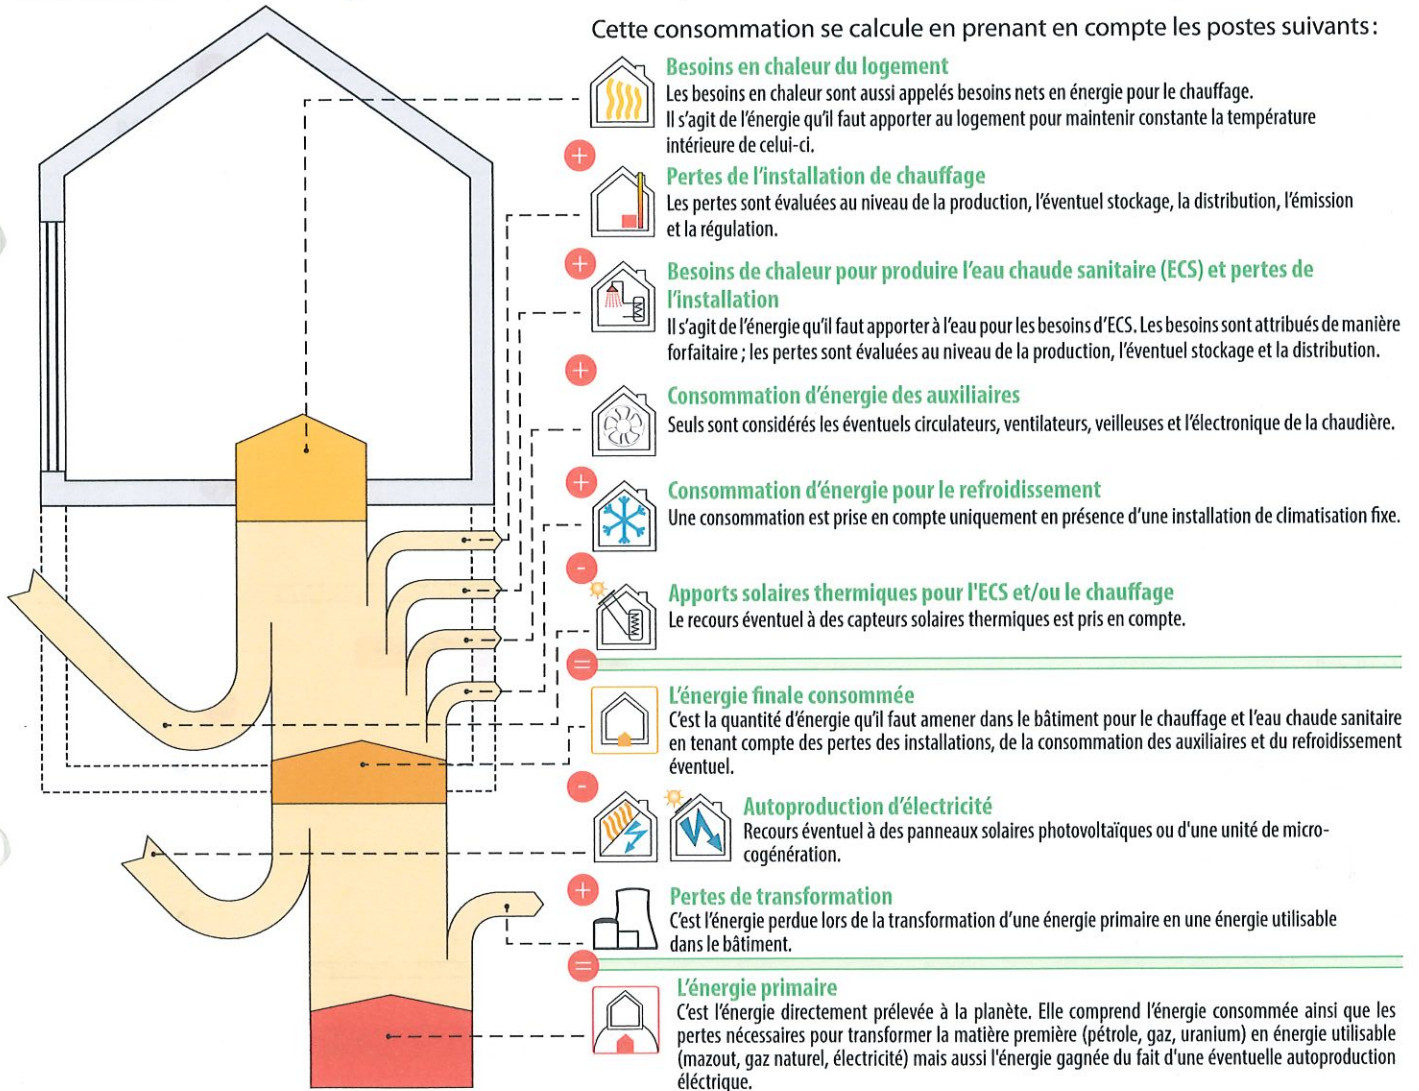 Cette consommation se calcule en prenant en compte les postes suivants :
Besoins en chaleur du logement
Les besoins en chaleur sont aussi appelés besoins nets en énergie pour le chauffage.
Il s'agit de l'énergie qu'il faut apporter au logement pour maintenir constante la température
intérieure de celui-ci.
+
Pertes de l'installation de chauffage
Les pertes sont évaluées au niveau de la production, l'éventuel stockage, la distribution, l'émission
et la régulation.
+
Besoins de chaleur pour produire l'eau chaude sanitaire (ECS) et pertes de
l'installation
Il s'agit de l'énergie qu'il faut apporter à l'eau pour les besoins d'ECS. Les besoins sont attribués de manière
forfaitaire ; les pertes sont évaluées au niveau de la production, l'éventuel stockage et la distribution.
+
Consommation d'énergie des auxiliaires
Seuls sont considérés les éventuels circulateurs, ventilateurs, veilleuses et l'électronique de la chaudière.
+
Consommation d'énergie pour le refroidissement
Une consommation est prise en compte uniquement en présence d'une installation de climatisation fixe.
-
Apports solaires thermiques pour l'ECS et/ou le chauffage
Le recours éventuel à des capteurs solaires thermiques est pris en compte.
=
L'énergie finale consommée
C'est la quantité d'énergie qu'il faut amener dans le bâtiment pour le chauffage et l'eau chaude sanitaire
en tenant compte des pertes des installations, de la consommation des auxiliaires et du refroidissement
éventuel.
-
Autoproduction d'électricité
Recours éventuel à des panneaux solaires photovoltaïques ou d'une unité de micro-
cogénération.
+
Pertes de transformation
C'est l'énergie perdue lors de la transformation d'une énergie primaire en une énergie utilisable
dans le bâtiment.
=
L'énergie primaire
C'est l'énergie directement prélevée à la planète. Elle comprend l'énergie consommée ainsi que les
pertes nécessaires pour transformer la matière première (pétrole, gaz, uranium) en énergie utilisable
(mazout, gaz naturel, électricité) mais aussi l'énergie gagnée du fait d'une éventuelle autoproduction
éléctrique.